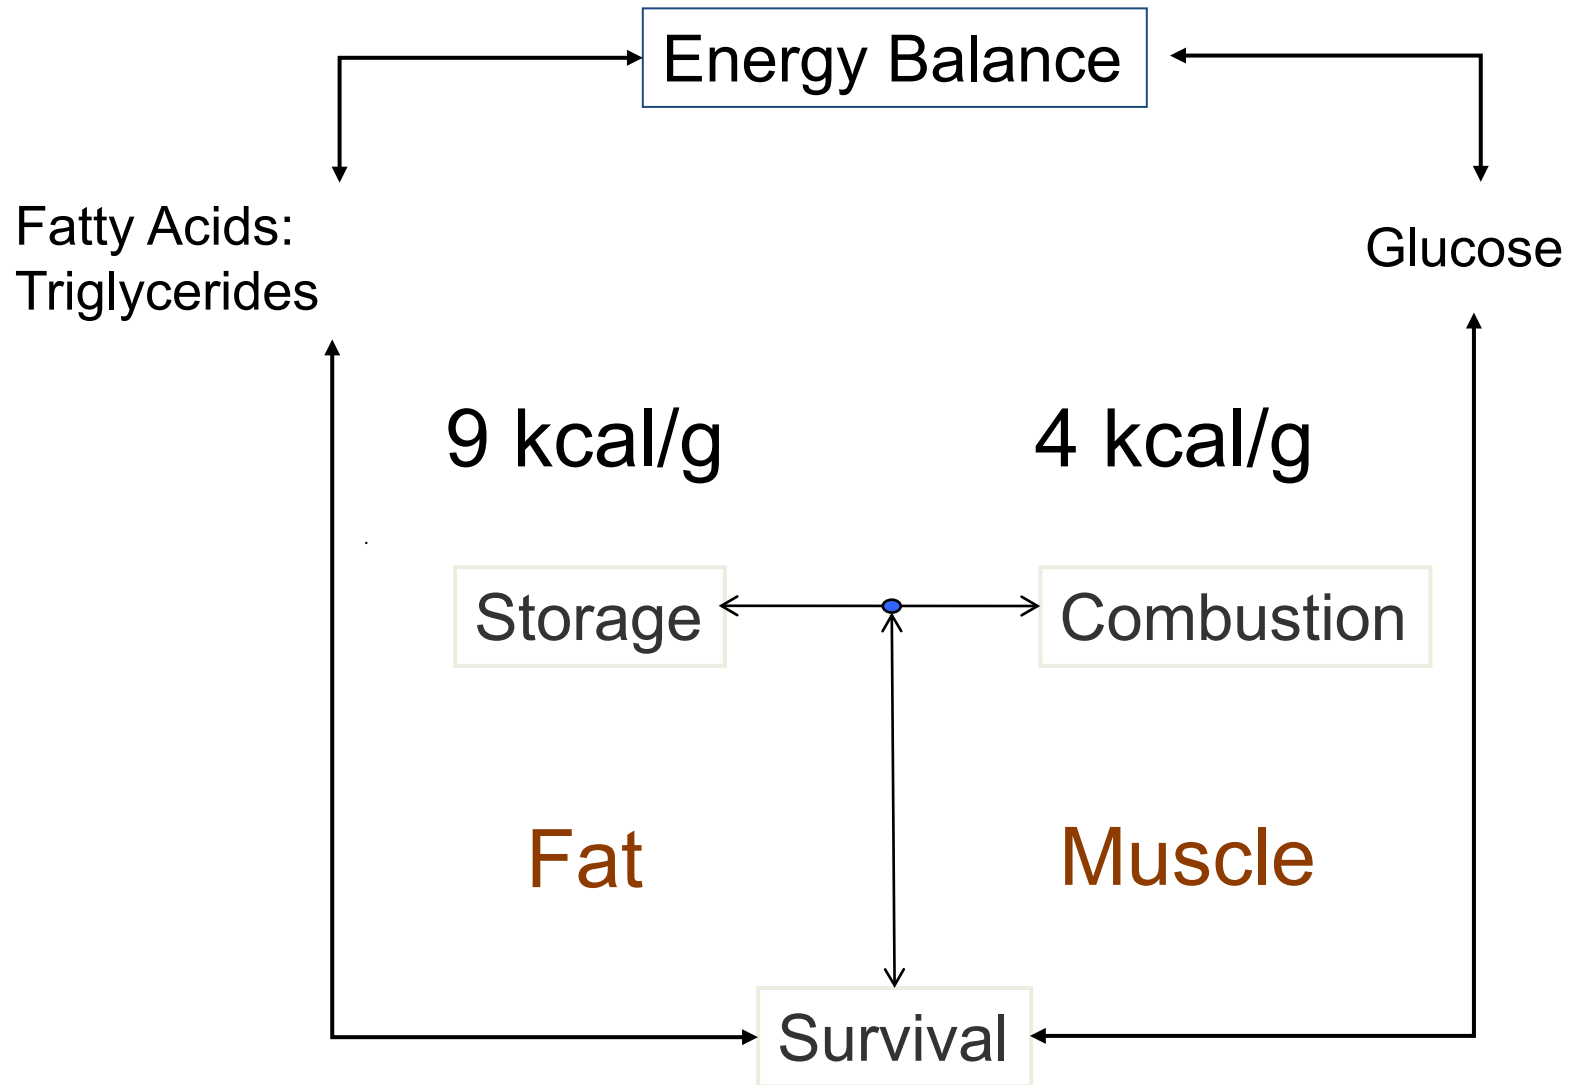 Energy Balance
Fatty Acids:
Triglycerides
Glucose
9 kcal/g
4 kcal/g
Storage
Combustion
Fat
Muscle
Survival